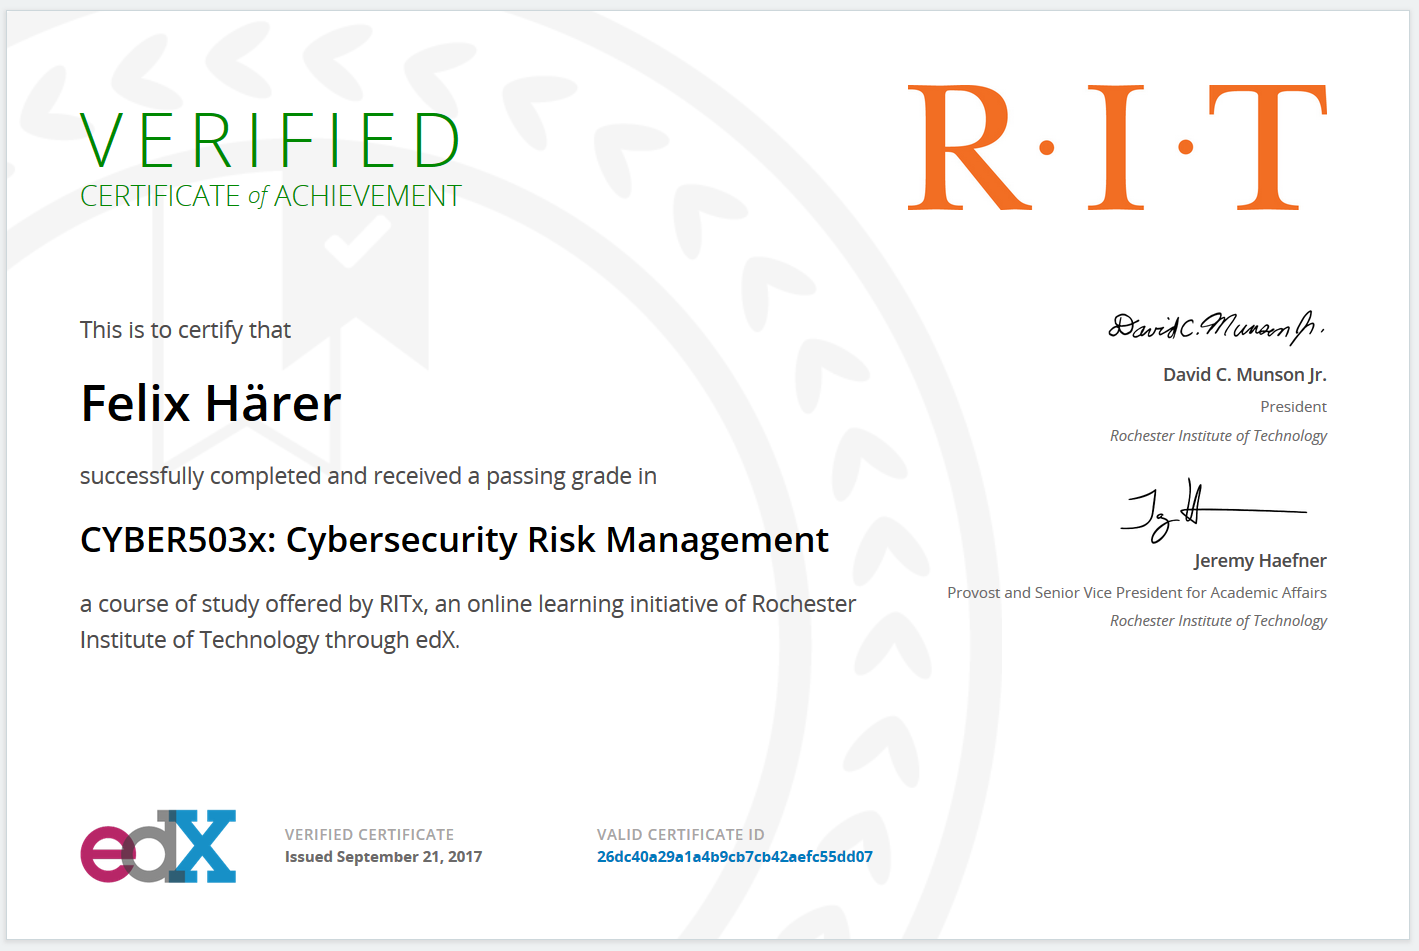 VERIFIED
CERTIFICATE of ACHIEVEMENT
R·I·T
This is to certify that
Felix Härer
successfully completed and received a passing grade in
CYBER503x: Cybersecurity Risk Management
a course of study offered by RITx, an online learning initiative of Rochester
Institute of Technology through edX.
David C. Munson Jr.
David C. Munson Jr.
President
Rochester Institute of Technology
Jeremy Haefner
Provost and Senior Vice President for Academic Affairs
Rochester Institute of Technology
edX
VERIFIED CERTIFICATE
Issued September 21, 2017
VALID CERTIFICATE ID
26dc40a29a1a4b9cb7cb42aefc55dd07